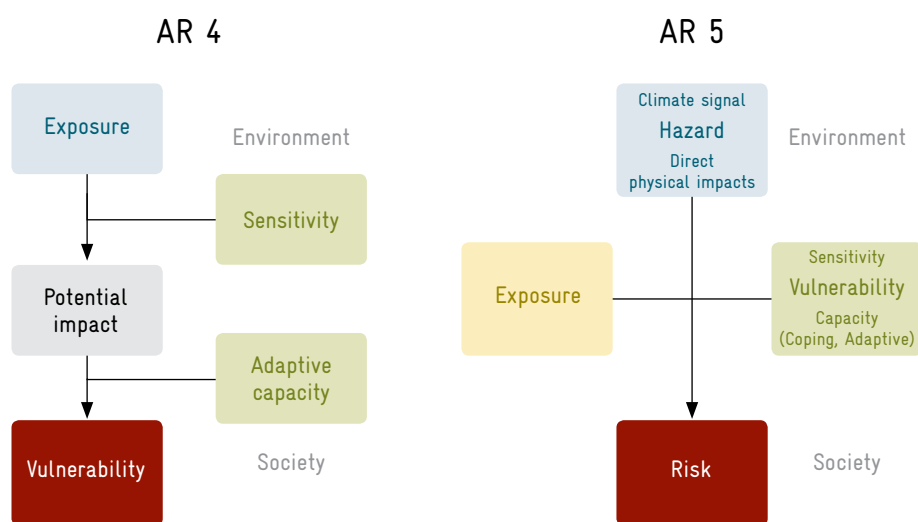 AR 4
Exposure
Environment
Sensitivity
Potential
impact
Adaptive
capacity
Vulnerability
Society
AR 5
Climate signal
Hazard
Direct
physical impacts
Environment
Exposure
Sensitivity
Vulnerability
Capacity
(Coping, Adaptive)
Risk
Society